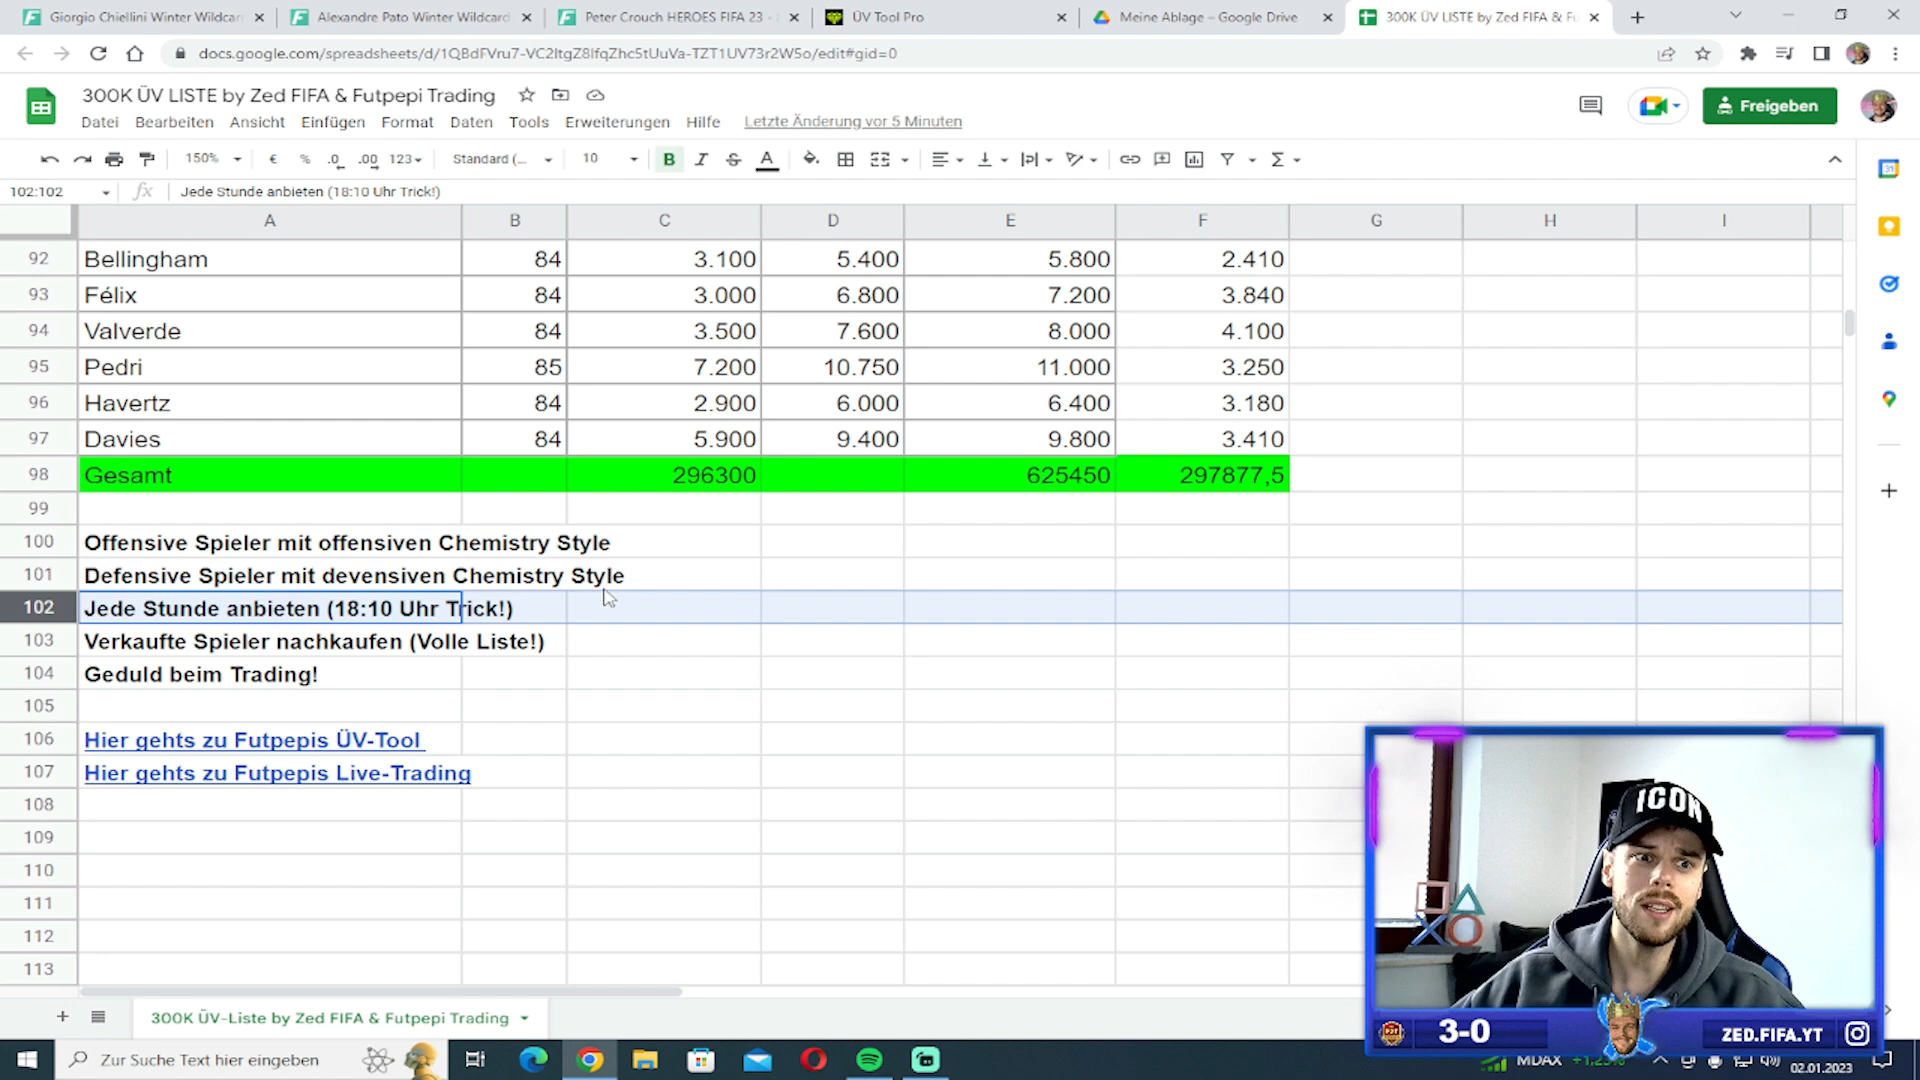 Giorgio Chiellini Winter Wildcar
Alexandre Pato Winter Wildcard
Peter Crouch HEROES FIFA 23 -
ÜV Tool Pro
Meine Ablage – Google Drive
300K ÜV LISTE by Zed FIFA & Fu
docs.google.com/spreadsheets/d/1QBdFVru7-VC2ltgZ8lfqZhc5tUuVa-TZT1UV73r2W5o/edit#gid=0
300K ÜV LISTE by Zed FIFA & Futpepi Trading
Freigeben
Datei Bearbeiten Ansicht Einfügen Format Daten Tools Erweiterungen Hilfe Letzte Änderung vor 5 Minuten
150% € % .0 .00 123 Standard (... 10 B I S A
31
102:102 fx Jede Stunde anbieten (18:10 Uhr Trick!)
A B C D E F G H I
92 Bellingham 84 3.100 5.400 5.800 2.410
93 Félix 84 3.000 6.800 7.200 3.840
94 Valverde 84 3.500 7.600 8.000 4.100
95 Pedri 85 7.200 10.750 11.000 3.250
96 Havertz 84 2.900 6.000 6.400 3.180
97 Davies 84 5.900 9.400 9.800 3.410
98 Gesamt 296300 625450 297877,5
99
100 Offensive Spieler mit offensiven Chemistry Style
101 Defensive Spieler mit devensiven Chemistry Style
102 Jede Stunde anbieten (18:10 Uhr Trick!)
103 Verkaufte Spieler nachkaufen (Volle Liste!)
104 Geduld beim Trading!
105
106 Hier gehts zu Futpepis ÜV-Tool
107 Hier gehts zu Futpepis Live-Trading
108
109
110
111
112
113
ICON
300K ÜV-Liste by Zed FIFA & Futpepi Trading
3-0
ZED.FIFA.YT
Zur Suche Text hier eingeben
MDAX
02.01.2023